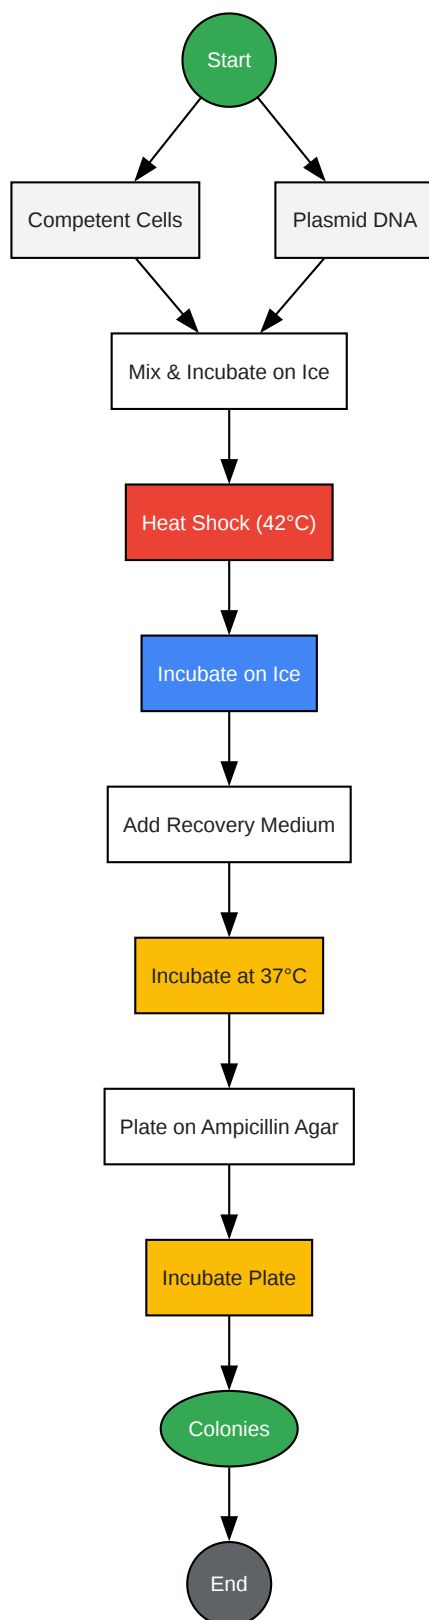 Start
Competent Cells
Plasmid DNA
Mix & Incubate on Ice
Heat Shock (42°C)
Incubate on Ice
Add Recovery Medium
Incubate at 37°C
Plate on Ampicillin Agar
Incubate Plate
Colonies
End